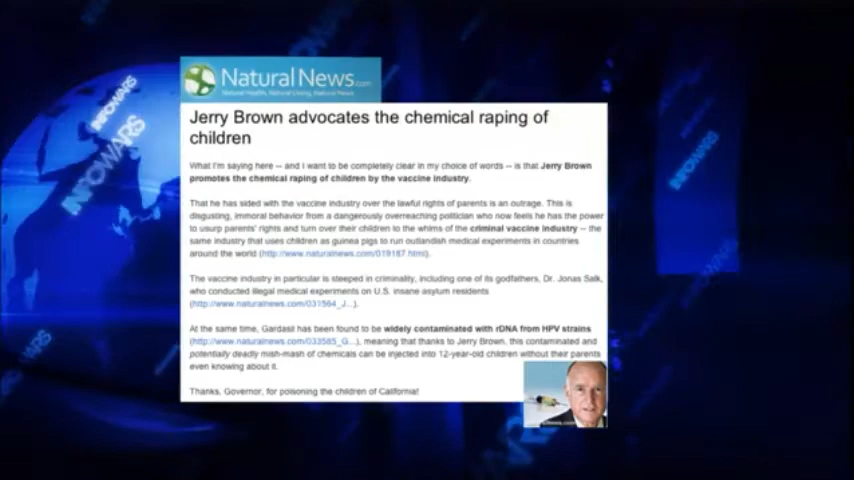 INFOWARS
INFOWARS
INFOWARS
INFOWARS
NaturalNews.com
Natural Health, Natural Living, Natural News
Jerry Brown advocates the chemical raping of
children
What I'm saying here -- and I want to be completely clear in my choice of words -- is that Jerry Brown
promotes the chemical raping of children by the vaccine industry.
That he has sided with the vaccine industry over the lawful rights of parents is an outrage. This is
disgusting, immoral behavior from a dangerously overreaching politician who now feels he has the power
to usurp parents' rights and turn over their children to the whims of the criminal vaccine industry -- the
same industry that uses children as guinea pigs to run outlandish medical experiments in countries
around the world (http://www.naturalnews.com/019187.html).
The vaccine industry in particular is steeped in criminality, including one of its godfathers, Dr. Jonas Salk,
who conducted illegal medical experiments on U.S. insane asylum residents
(http://www.naturalnews.com/031564_J...).
At the same time, Gardasil has been found to be widely contaminated with rDNA from HPV strains
(http://www.naturalnews.com/033585_G...), meaning that thanks to Jerry Brown, this contaminated and
potentially deadly mish-mash of chemicals can be injected into 12-year-old children without their parents
even knowing about it.
Thanks, Governor, for poisoning the children of California!